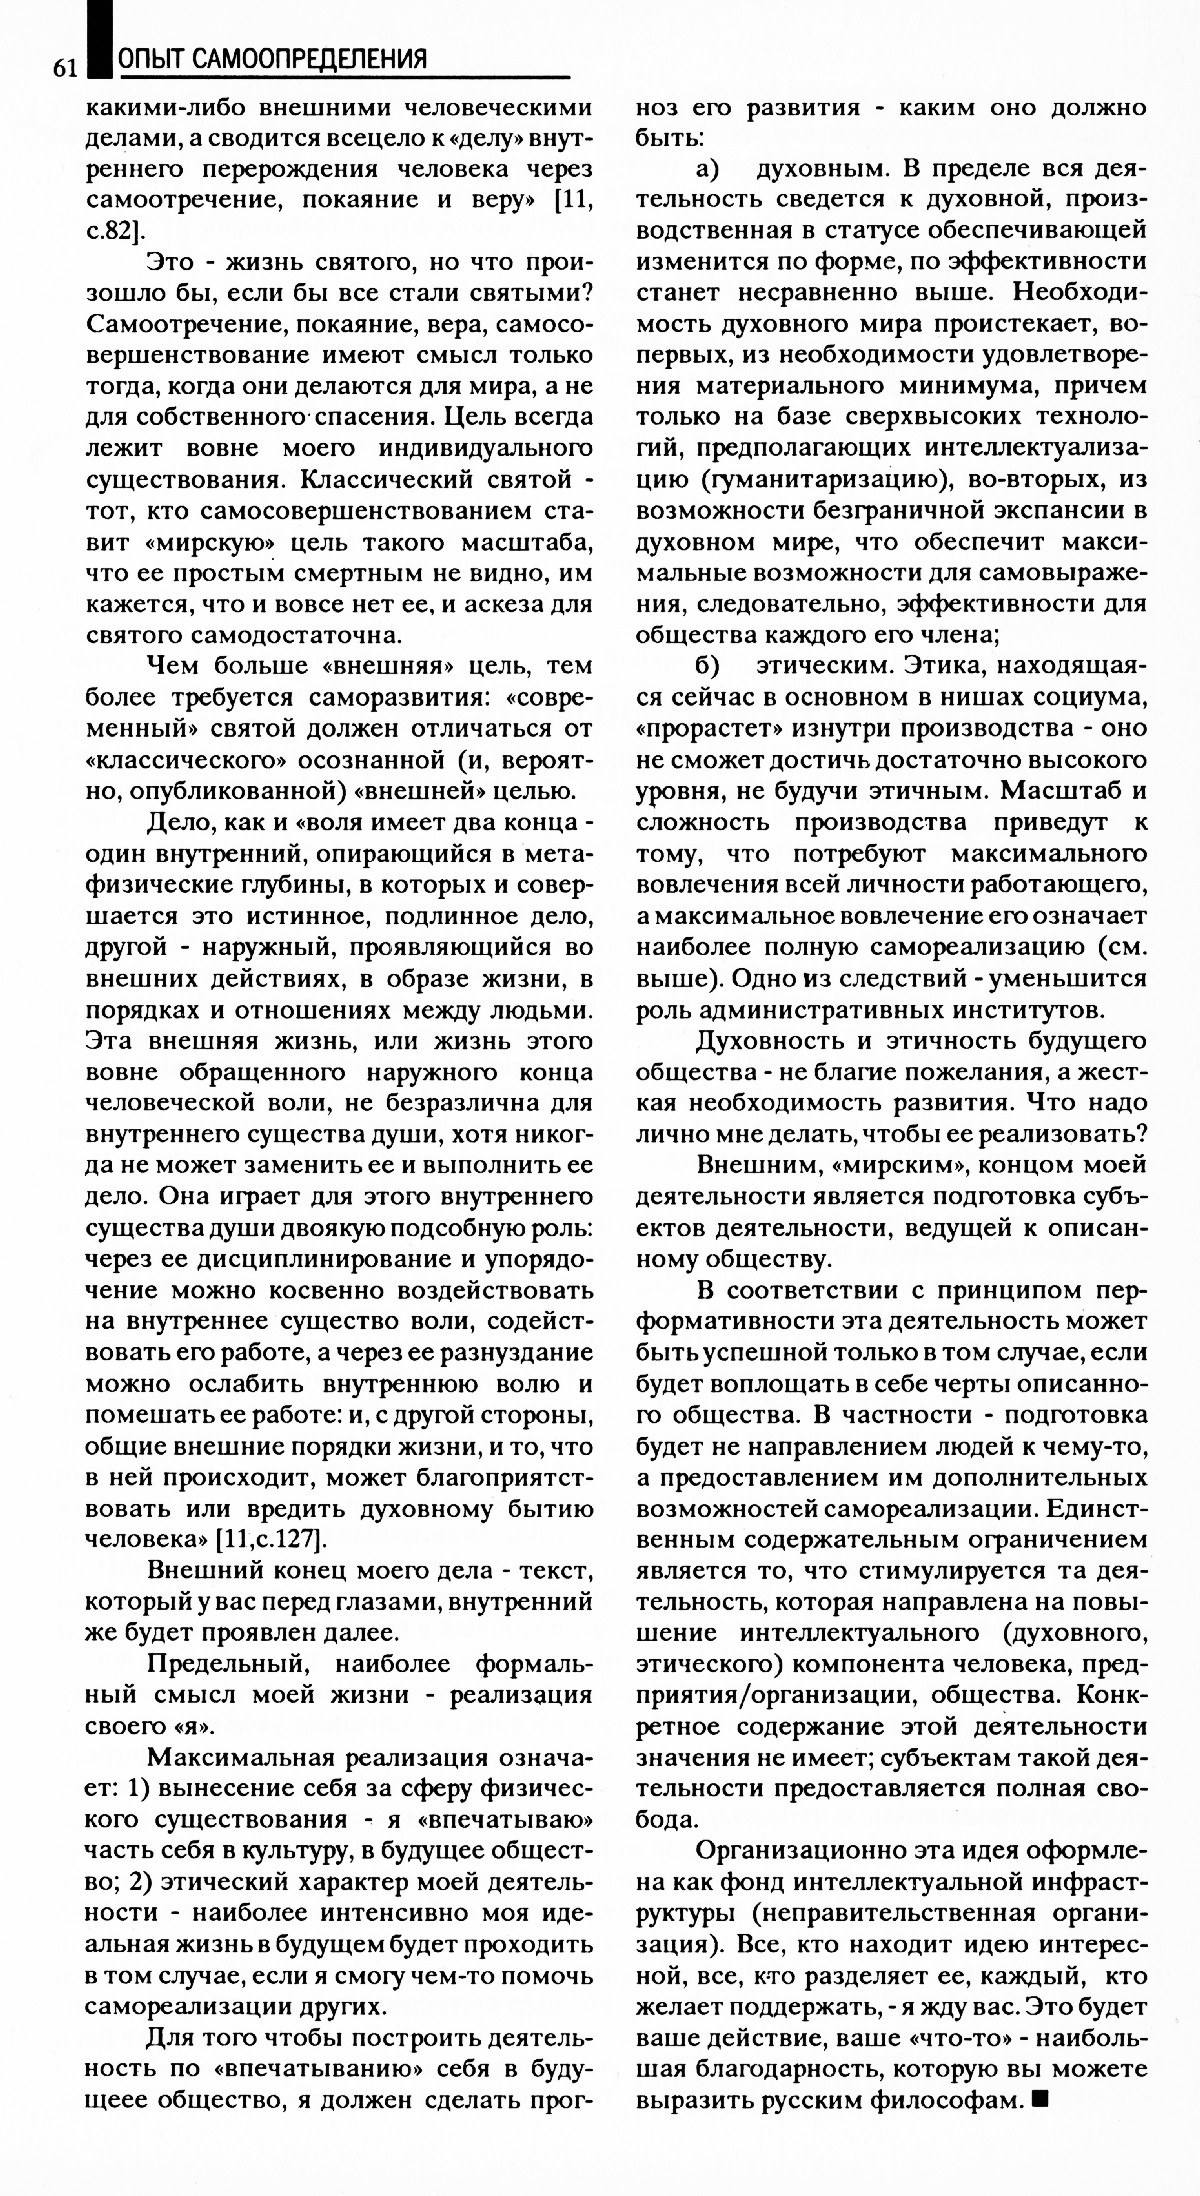 61
ОПЫТ САМООПРЕДЕЛЕНИЯ
какими-либо внешними человеческими
делами, а сводится всецело к «делу» внут-
реннего перерождения человека через
самоотречение, покаяние и веру» [11,
с.82].
Это - жизнь святого, но что прои-
зошло бы, если бы все стали святыми?
Самоотречение, покаяние, вера, самосо-
вершенствование имеют смысл только
тогда, когда они делаются для мира, а не
для собственного спасения. Цель всегда
лежит вовне моего индивидуального
существования. Классический святой -
тот, кто самосовершенствованием ста-
вит «мирскую» цель такого масштаба,
что ее простым смертным не видно, им
кажется, что и вовсе нет ее, и аскеза для
святого самодостаточна.
Чем больше «внешняя» цель, тем
более требуется саморазвития: «совре-
менный» святой должен отличаться от
«классического» осознанной (и, вероят-
но, опубликованной) «внешней» целью.
Дело, как и «воля имеет два конца -
один внутренний, опирающийся в мета-
физические глубины, в которых и совер-
шается это истинное, подлинное дело,
другой - наружный, проявляющийся во
внешних действиях, в образе жизни, в
порядках и отношениях между людьми.
Эта внешняя жизнь, или жизнь этого
вовне обращенного наружного конца
человеческой воли, не безразлична для
внутреннего существа души, хотя никог-
да не может заменить ее и выполнить ее
дело. Она играет для этого внутреннего
существа души двоякую подсобную роль:
через ее дисциплинирование и упорядо-
чение можно косвенно воздействовать
на внутреннее существо воли, содейст-
вовать его работе, а через ее разнуздание
можно ослабить внутреннюю волю и
помешать ее работе: и, с другой стороны,
общие внешние порядки жизни, и то, что
в ней происходит, может благоприятст-
вовать или вредить духовному бытию
человека» [11,с.127].
Внешний конец моего дела - текст,
который у вас перед глазами, внутренний
же будет проявлен далее.
Предельный, наиболее формаль-
ный смысл моей жизни - реализация
своего «я».
Максимальная реализация означа-
ет: 1) вынесение себя за сферу физичес-
кого существования - я «впечатываю»
часть себя в культуру, в будущее общест-
во; 2) этический характер моей деятель-
ности - наиболее интенсивно моя иде-
альная жизнь в будущем будет проходить
в том случае, если я смогу чем-то помочь
самореализации других.
Для того чтобы построить деятель-
ность по «впечатыванию» себя в буду-
щеее общество, я должен сделать прог-
ноз его развития - каким оно должно
быть:
а) духовным. В пределе вся дея-
тельность сведется к духовной, произ-
водственная в статусе обеспечивающей
изменится по форме, по эффективности
станет несравненно выше. Необходи-
мость духовного мира проистекает, во-
первых, из необходимости удовлетворе-
ния материального минимума, причем
только на базе сверхвысоких техноло-
гий, предполагающих интеллектуализа-
цию (гуманитаризацию), во-вторых, из
возможности безграничной экспансии в
духовном мире, что обеспечит макси-
мальные возможности для самовыраже-
ния, следовательно, эффективности для
общества каждого его члена;
б) этическим. Этика, находящая-
ся сейчас в основном в нишах социума,
«прорастет» изнутри производства - оно
не сможет достичь достаточно высокого
уровня, не будучи этичным. Масштаб и
сложность производства приведут к
тому, что потребуют максимального
вовлечения всей личности работающего,
а максимальное вовлечение его означает
наиболее полную самореализацию (см.
выше). Одно из следствий - уменьшится
роль административных институтов.
Духовность и этичность будущего
общества - не благие пожелания, а жест-
кая необходимость развития. Что надо
лично мне делать, чтобы ее реализовать?
Внешним, «мирским», концом моей
деятельности является подготовка субъ-
ектов деятельности, ведущей к описан-
ному обществу.
В соответствии с принципом пер-
формативности эта деятельность может
быть успешной только в том случае, если
будет воплощать в себе черты описанно-
го общества. В частности - подготовка
будет не направлением людей к чему-то,
а предоставлением им дополнительных
возможностей самореализации. Единст-
венным содержательным ограничением
является то, что стимулируется та дея-
тельность, которая направлена на повы-
шение интеллектуального (духовного,
этического) компонента человека, пред-
приятия/организации, общества. Конк-
ретное содержание этой деятельности
значения не имеет; субъектам такой дея-
тельности предоставляется полная сво-
бода.
Организационно эта идея оформле-
на как фонд интеллектуальной инфраст-
руктуры (неправительственная органи-
зация). Все, кто находит идею интерес-
ной, все, кто разделяет ее, каждый, кто
желает поддержать, - я жду вас. Это будет
ваше действие, ваше «что-то» - наиболь-
шая благодарность, которую вы можете
выразить русским философам. ■